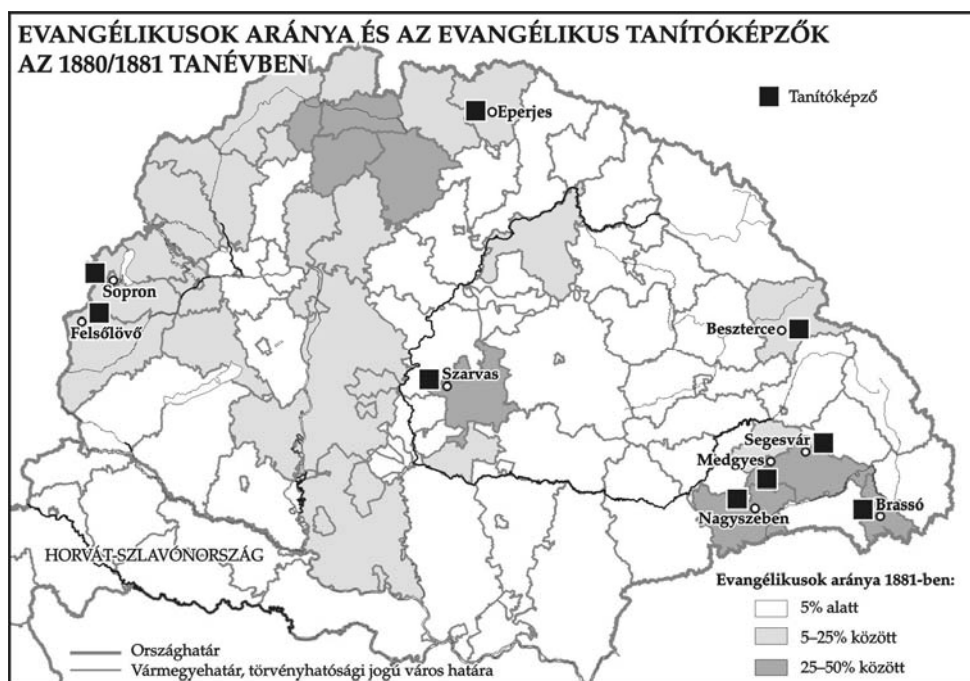 EVANGÉLIKUSOK ARÁNYA ÉS AZ EVANGÉLIKUS TANÍTÓKÉPZŐK
AZ 1880/1881 TANÉVBEN
Tanítóképző
Eperjes
Sopron
Felsőlövő
Beszterce
Szarvas
Segesvár
Medgyes
Nagyszeben
Brassó
HORVÁT-SZLAVÓNORSZÁG
Evangélikusok aránya 1881-ben:
5% alatt
5–25% között
25–50% között
Országhatár
Vármegyehatár, törvényhatósági jogú város határa